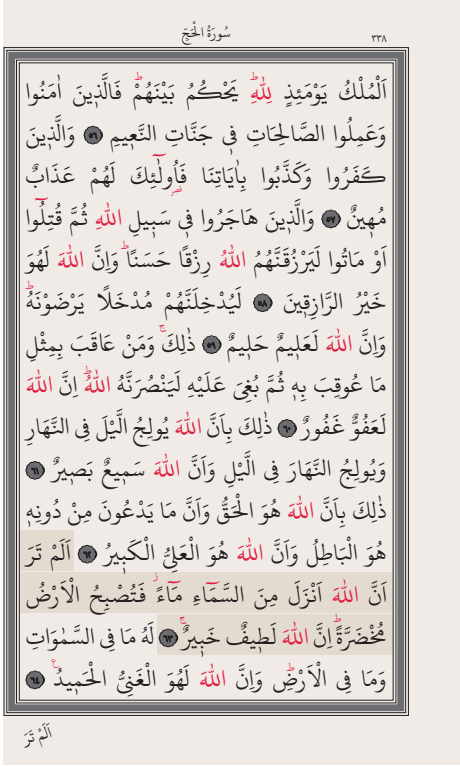 سُورَةُ الْحَجِّ
٣٣٨
اَلْمُلْكُ يَوْمَئِذٍ لِلّٰهِۜ يَحْكُمُ بَيْنَهُمْۜ فَالَّذ۪ينَ اٰمَنُوا
وَعَمِلُوا الصَّالِحَاتِ ف۪ي جَنَّاتِ النَّع۪يمِ ﴿٥٦﴾ وَالَّذ۪ينَ
كَفَرُوا وَكَذَّبُوا بِاٰيَاتِنَا فَاُو۬لٰٓئِكَ لَهُمْ عَذَابٌ
مُه۪ينٌ ﴿٥٧﴾ وَالَّذ۪ينَ هَاجَرُوا ف۪ي سَب۪يلِ اللّٰهِ ثُمَّ قُتِلُٓوا
اَوْ مَاتُوا لَيَرْزُقَنَّهُمُ اللّٰهُ رِزْقًا حَسَنًاۜ وَاِنَّ اللّٰهَ لَهُوَ
خَيْرُ الرَّازِق۪ينَ ﴿٥٨﴾ لَيُدْخِلَنَّهُمْ مُدْخَلًا يَرْضَوْنَهُۜ
وَاِنَّ اللّٰهَ لَعَل۪يمٌ حَل۪يمٌ ﴿٥٩﴾ ذٰلِكَۚ وَمَنْ عَاقَبَ بِمِثْلِ
مَا عُوقِبَ بِه۪ ثُمَّ بُغِيَ عَلَيْهِ لَيَنْصُرَنَّهُ اللّٰهُۜ اِنَّ اللّٰهَ
لَعَفُوٌّ غَفُورٌ ﴿٦٠﴾ ذٰلِكَ بِاَنَّ اللّٰهَ يُولِجُ الَّيْلَ فِي النَّهَارِ
وَيُولِجُ النَّهَارَ فِي الَّيْلِ وَاَنَّ اللّٰهَ سَم۪يعٌ بَص۪يرٌ ﴿٦١﴾
ذٰلِكَ بِاَنَّ اللّٰهَ هُوَ الْحَقُّ وَاَنَّ مَا يَدْعُونَ مِنْ دُونِه۪
هُوَ الْبَاطِلُ وَاَنَّ اللّٰهَ هُوَ الْعَلِيُّ الْكَب۪يرُ ﴿٦٢﴾ اَلَمْ تَرَ
اَنَّ اللّٰهَ اَنْزَلَ مِنَ السَّمَٓاءِ مَٓاءًۘ فَتُصْبِحُ الْاَرْضُ
مُخْضَرَّةًۜ اِنَّ اللّٰهَ لَط۪يفٌ خَب۪يرٌۚ ﴿٦٣﴾ لَهُ مَا فِي السَّمٰوَاتِ
وَمَا فِي الْاَرْضِۜ وَاِنَّ اللّٰهَ لَهُوَ الْغَنِيُّ الْحَم۪يدُ۟ ﴿٦٤﴾
اَلَمْ تَرَ